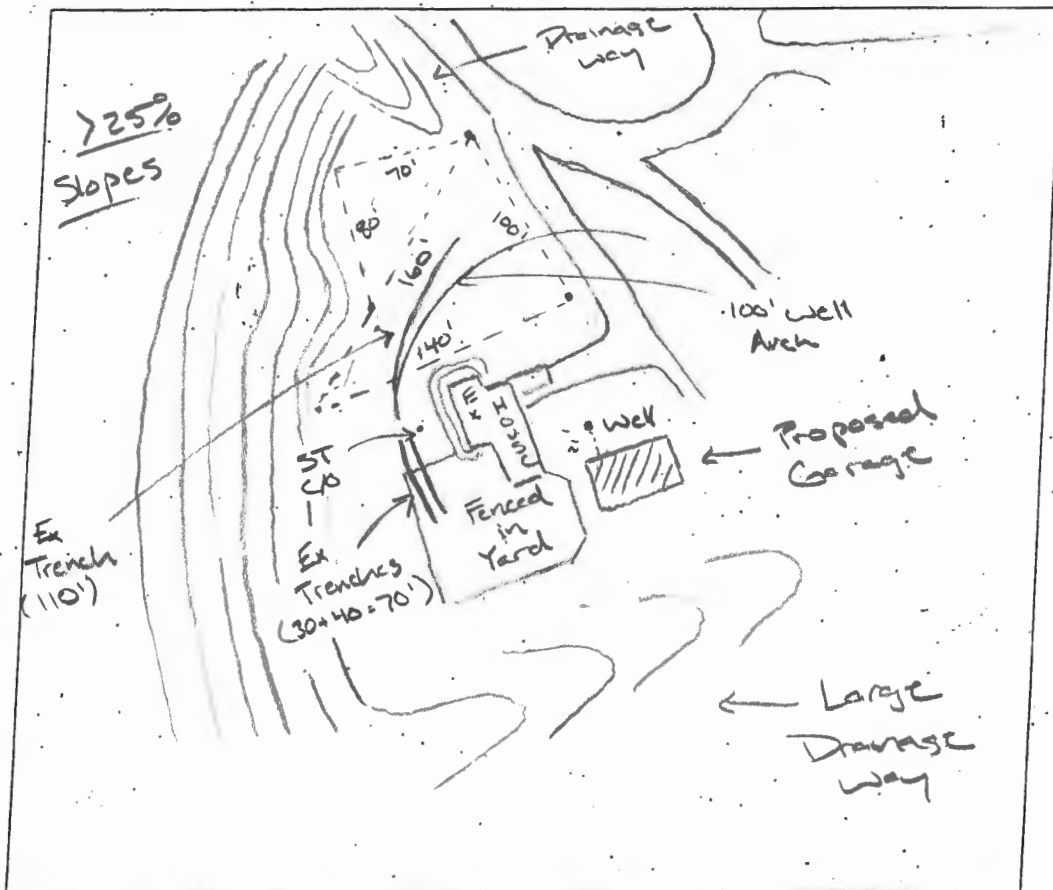 Drainage
way
>25%
Slopes
70'
180'
160'
100'
140'
100' well
Arch
Ex
House
Well
Proposed
Garage
ST
C/O
Fenced
in
Yard
Ex
Trench
(110')
Ex
Trenches
(30+40=70')
Large
Drainage
way